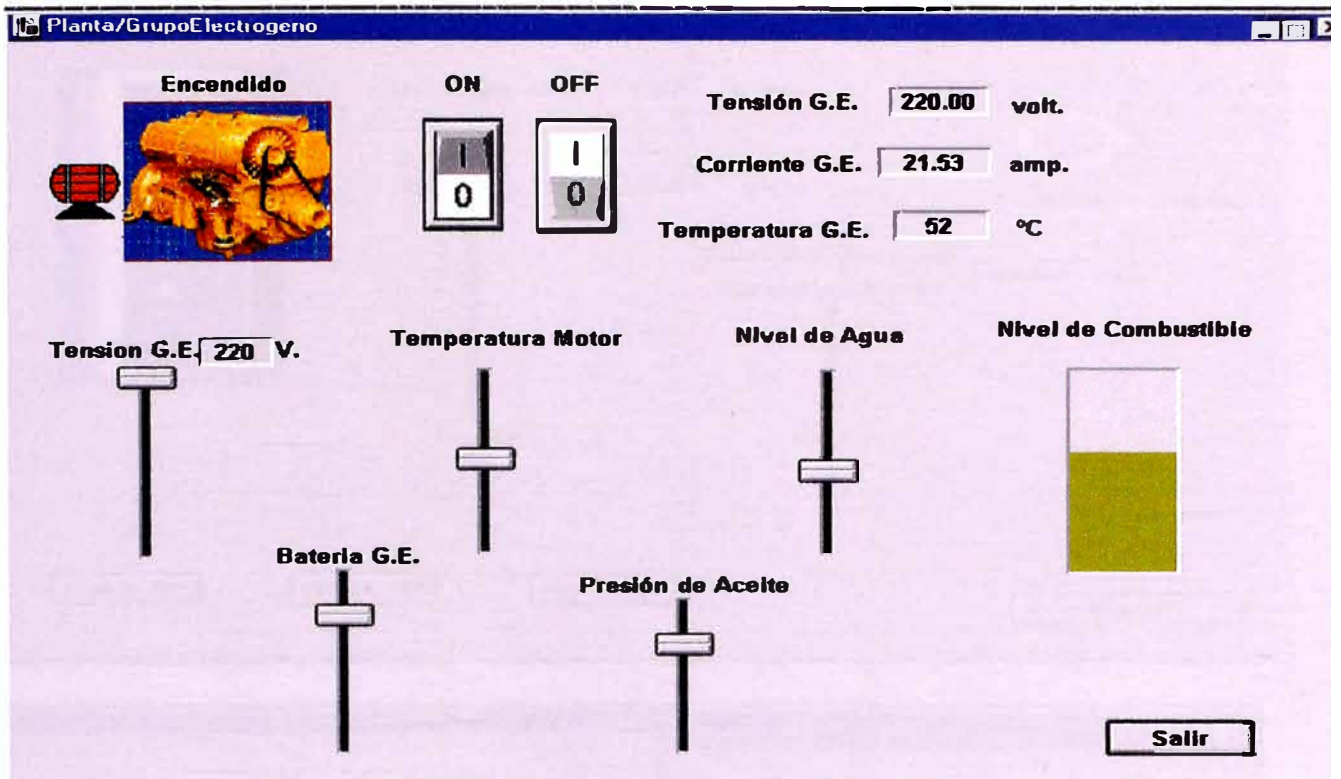 Planta/GrupoElectrogeno
Encendido
ON
OFF
I
0
I
0
Tensión G.E. 220.00 volt.
Corriente G.E. 21.53 amp.
Temperatura G.E. 52 °C
Tension G.E. 220 V.
Temperatura Motor
Nivel de Agua
Nivel de Combustible
Bateria G.E.
Presión de Aceite
Salir